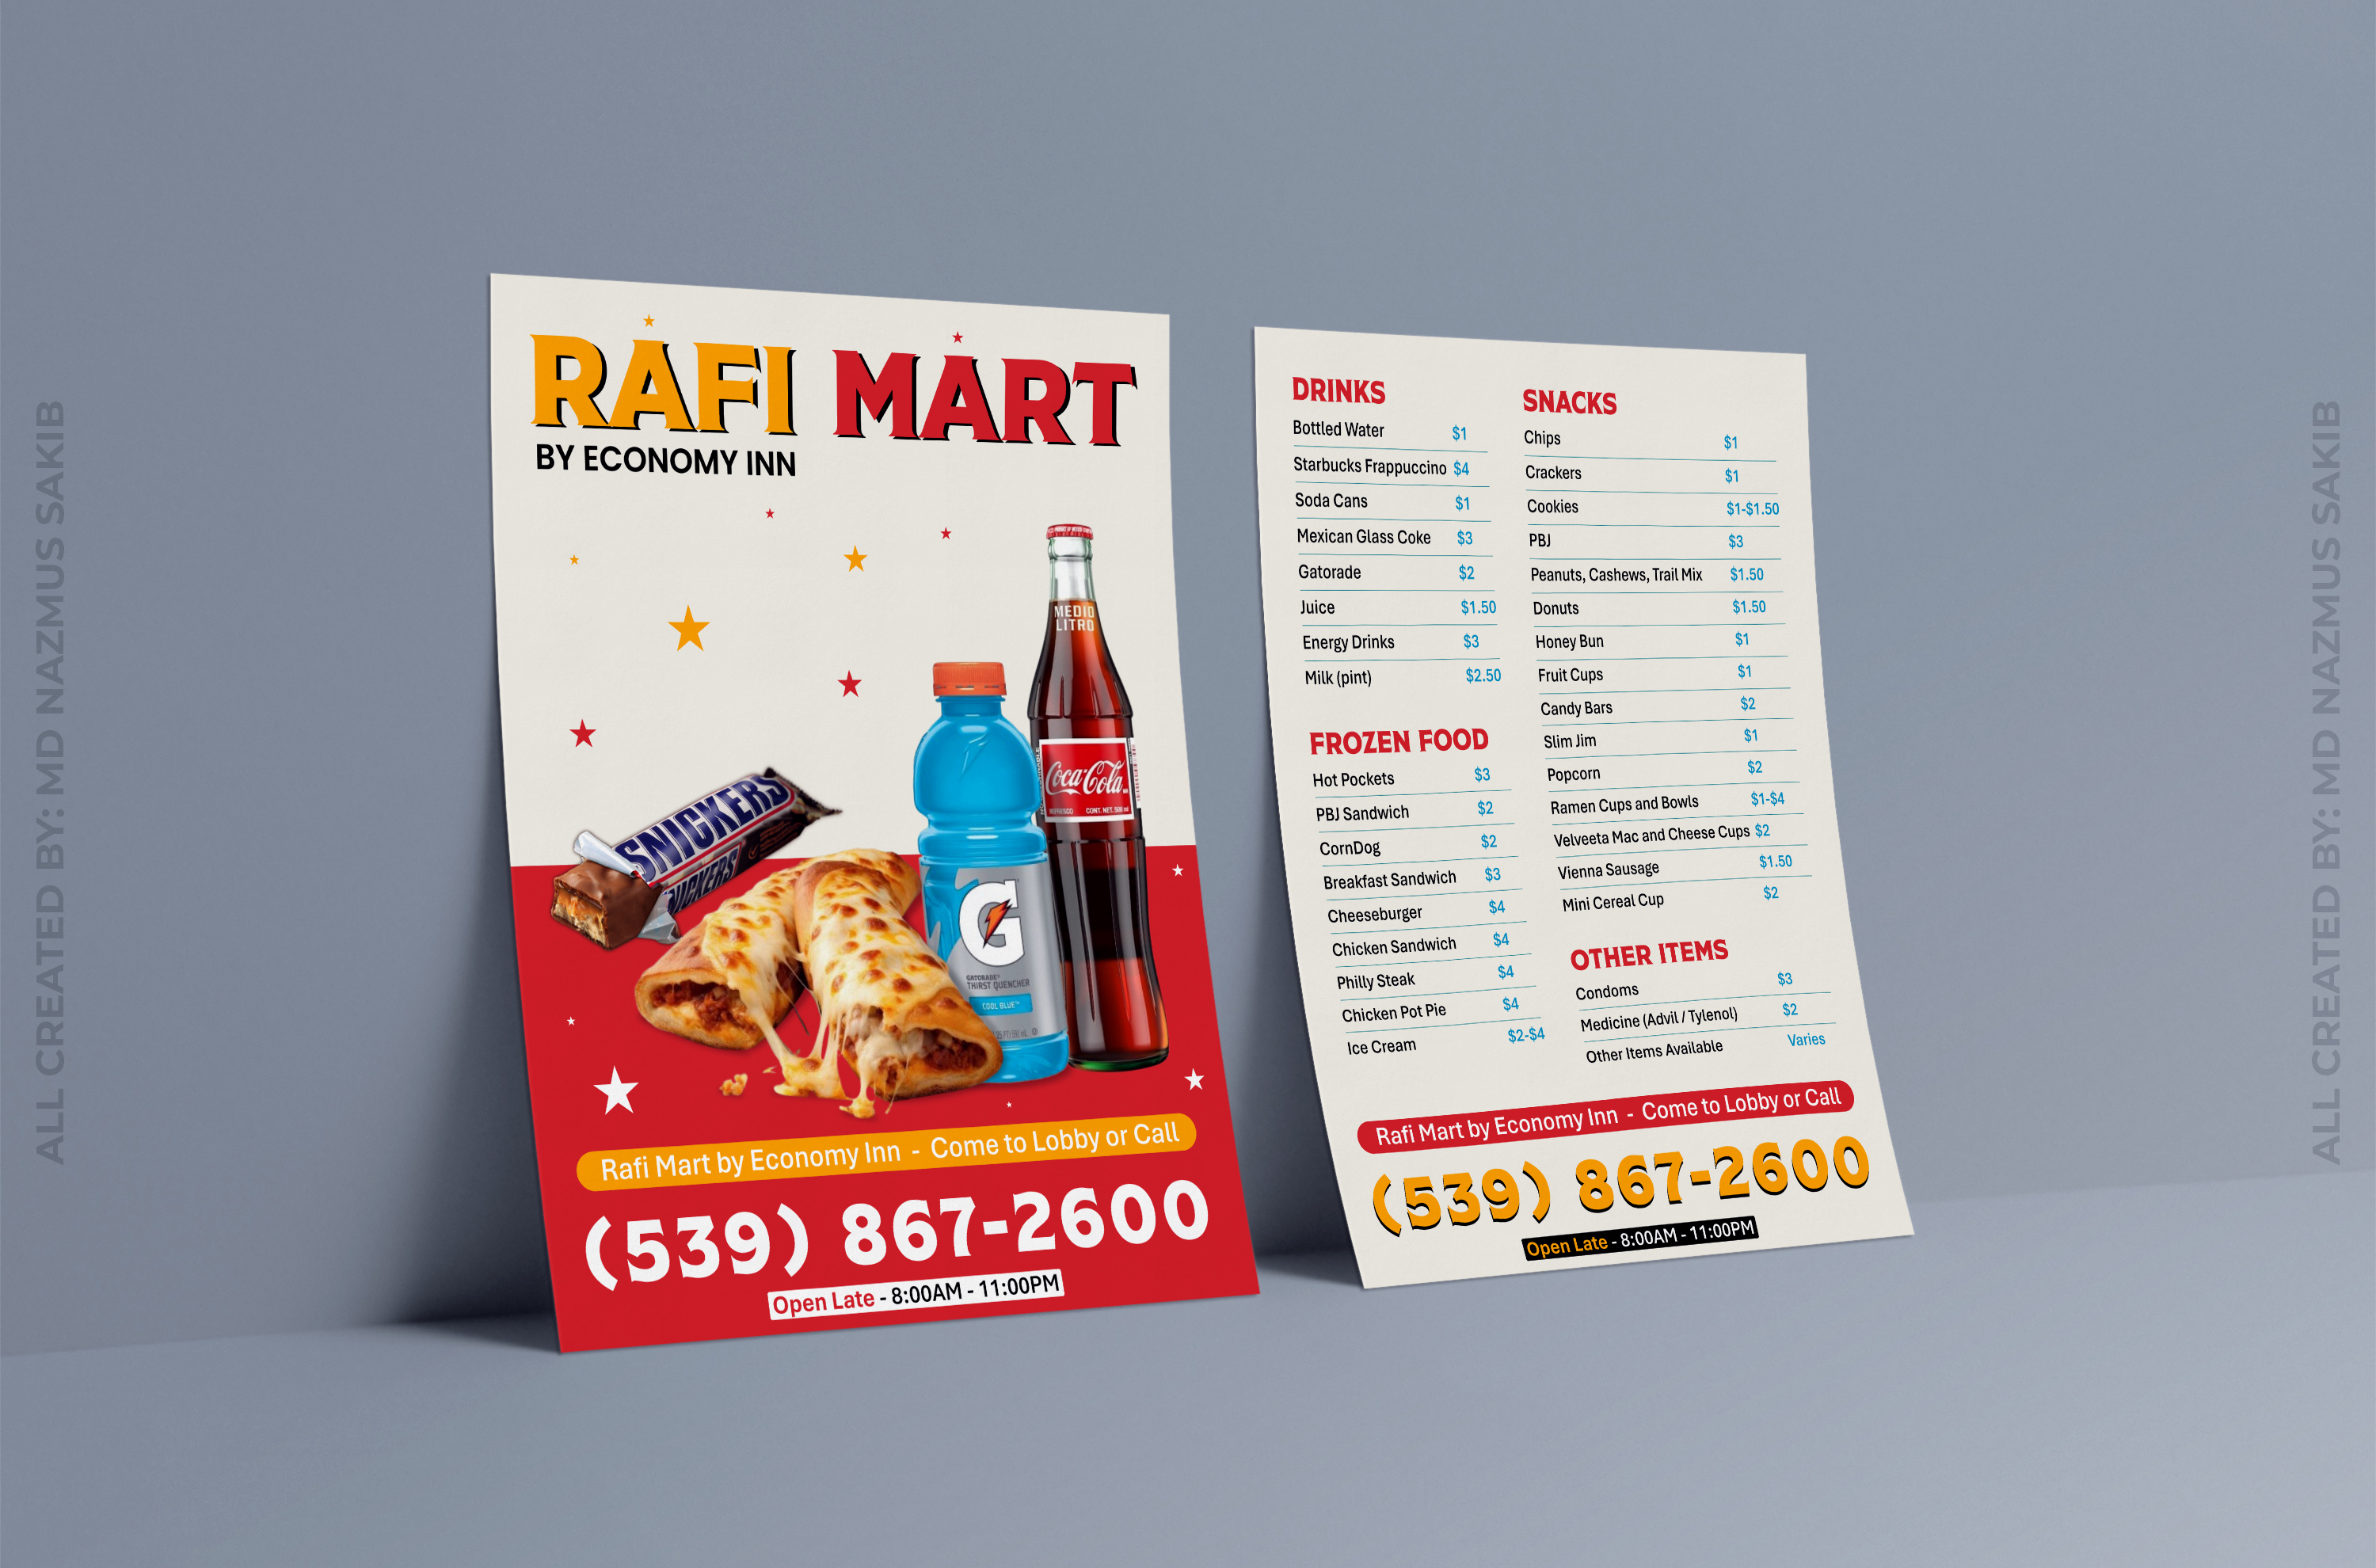 ALL CREATED BY: MD NAZMUS SAKIB
RAFI MART
BY ECONOMY INN
MEDIO
LITRO
Coca-Cola
REFRESCO CONT. NET. 500 ml
SNICKERS
SNICKERS
G
GATORADE
THIRST QUENCHER
COOL BLUE™
Rafi Mart by Economy Inn - Come to Lobby or Call
(539) 867-2600
Open Late - 8:00AM - 11:00PM
DRINKS
Bottled Water $1
Starbucks Frappuccino $4
Soda Cans $1
Mexican Glass Coke $3
Gatorade $2
Juice $1.50
Energy Drinks $3
Milk (pint) $2.50
FROZEN FOOD
Hot Pockets $3
PBJ Sandwich $2
CornDog $2
Breakfast Sandwich $3
Cheeseburger $4
Chicken Sandwich $4
Philly Steak $4
Chicken Pot Pie $4
Ice Cream $2-$4
SNACKS
Chips $1
Crackers $1
Cookies $1-$1.50
PBJ $3
Peanuts, Cashews, Trail Mix $1.50
Donuts $1.50
Honey Bun $1
Fruit Cups $1
Candy Bars $2
Slim Jim $1
Popcorn $2
Ramen Cups and Bowls $1-$4
Velveeta Mac and Cheese Cups $2
Vienna Sausage $1.50
Mini Cereal Cup $2
OTHER ITEMS
Condoms $3
Medicine (Advil / Tylenol) $2
Other Items Available Varies
Rafi Mart by Economy Inn - Come to Lobby or Call
(539) 867-2600
Open Late - 8:00AM - 11:00PM
ALL CREATED BY: MD NAZMUS SAKIB